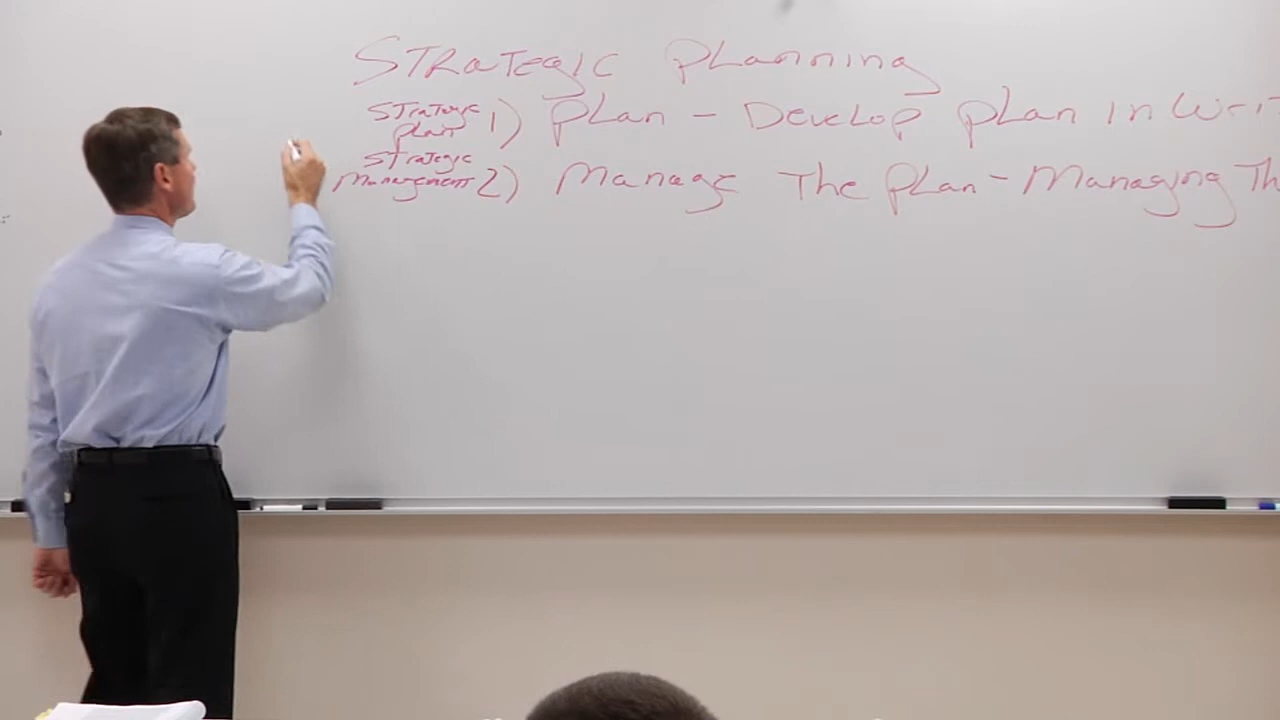 Strategic Planning
Strategic 1) Plan - Develop plan in Writ
plan
Strategic
Management 2) Manage The plan - Managing Th